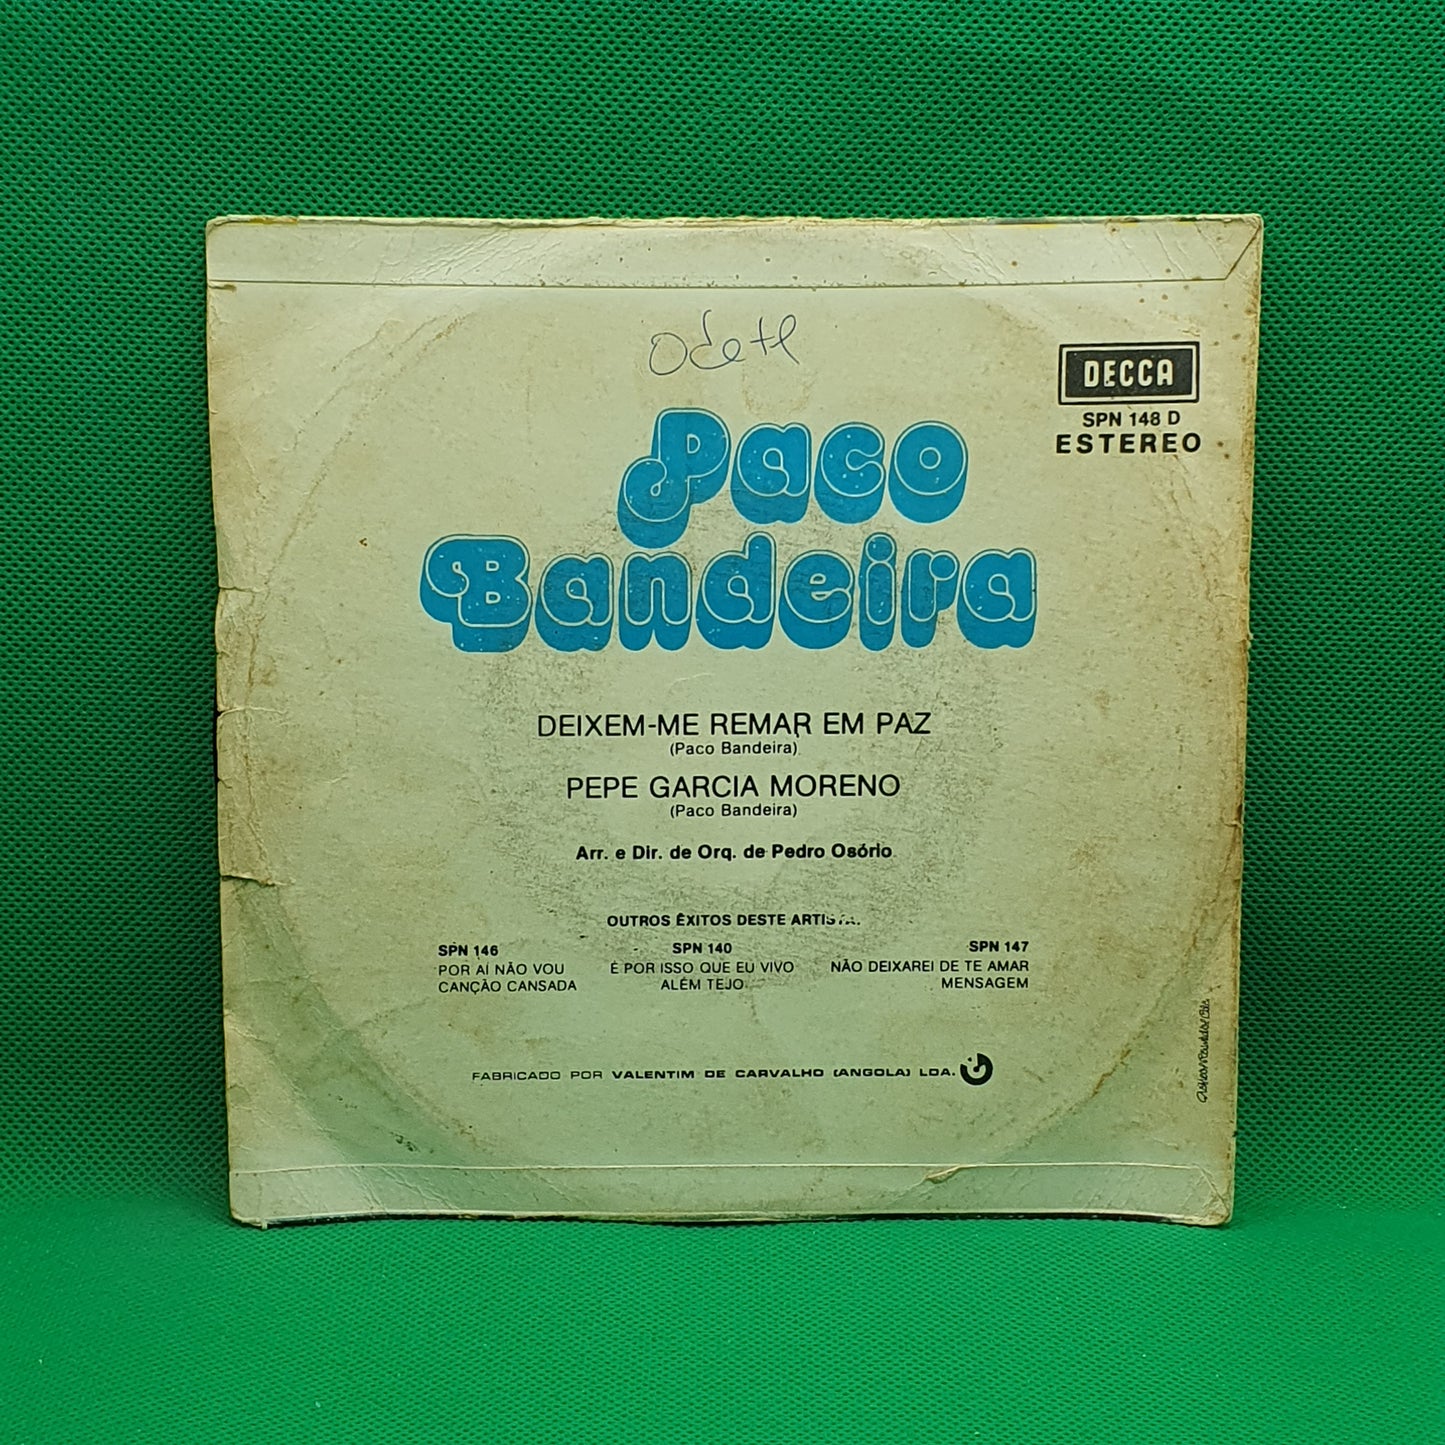 Odete
DECCA
SPN 148 D
ESTEREO
Paco
Bandeira
DEIXEM-ME REMAR EM PAZ
(Paco Bandeira)
PEPE GARCIA MORENO
(Paco Bandeira)
Arr. e Dir. de Orq. de Pedro Osório
OUTROS ÊXITOS DESTE ARTISTA.
SPN 146
POR AÍ NÃO VOU
CANÇÃO CANSADA
SPN 140
É POR ISSO QUE EU VIVO
ALÉM TEJO
SPN 147
NÃO DEIXAREI DE TE AMAR
MENSAGEM
FABRICADO POR VALENTIM DE CARVALHO (ANGOLA) LDA.